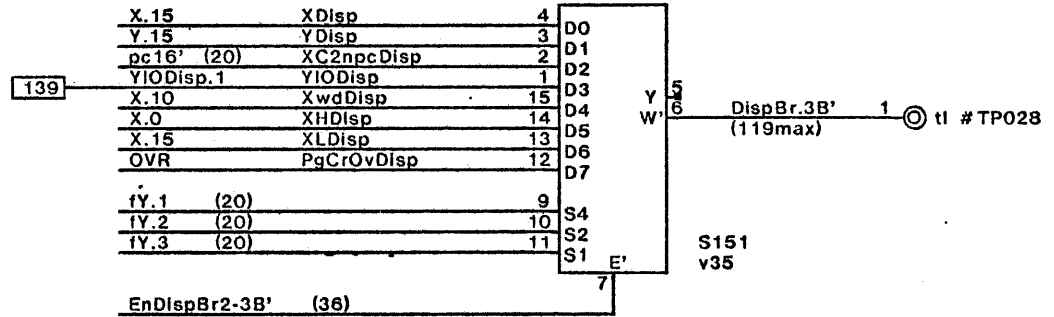 X.15 XDisp 4 D0
Y.15 YDisp 3 D1
pc16' (20) XC2npcDisp 2 D2
139 YIODisp.1 YIODisp 1 D3
X.10 XwdDisp 15 D4
X.0 XHDisp 14 D5
X.15 XLDisp 13 D6
OVR PgCrOvDisp 12 D7
Y 5
W' 6 DispBr.3B' 1 tl #TP028
(119max)
fY.1 (20) 9 S4
fY.2 (20) 10 S2
fY.3 (20) 11 S1
E'
7
S151
v35
EnDispBr2-3B' (36)